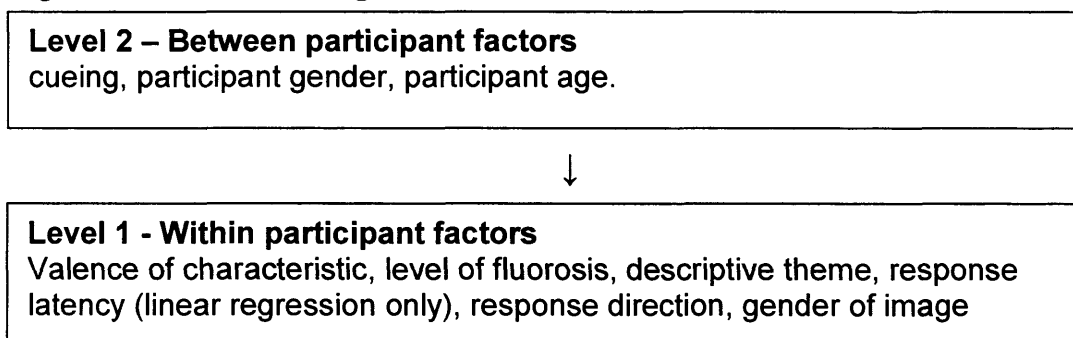 Level 2 – Between participant factors
cueing, participant gender, participant age.
↓
Level 1 - Within participant factors
Valence of characteristic, level of fluorosis, descriptive theme, response
latency (linear regression only), response direction, gender of image